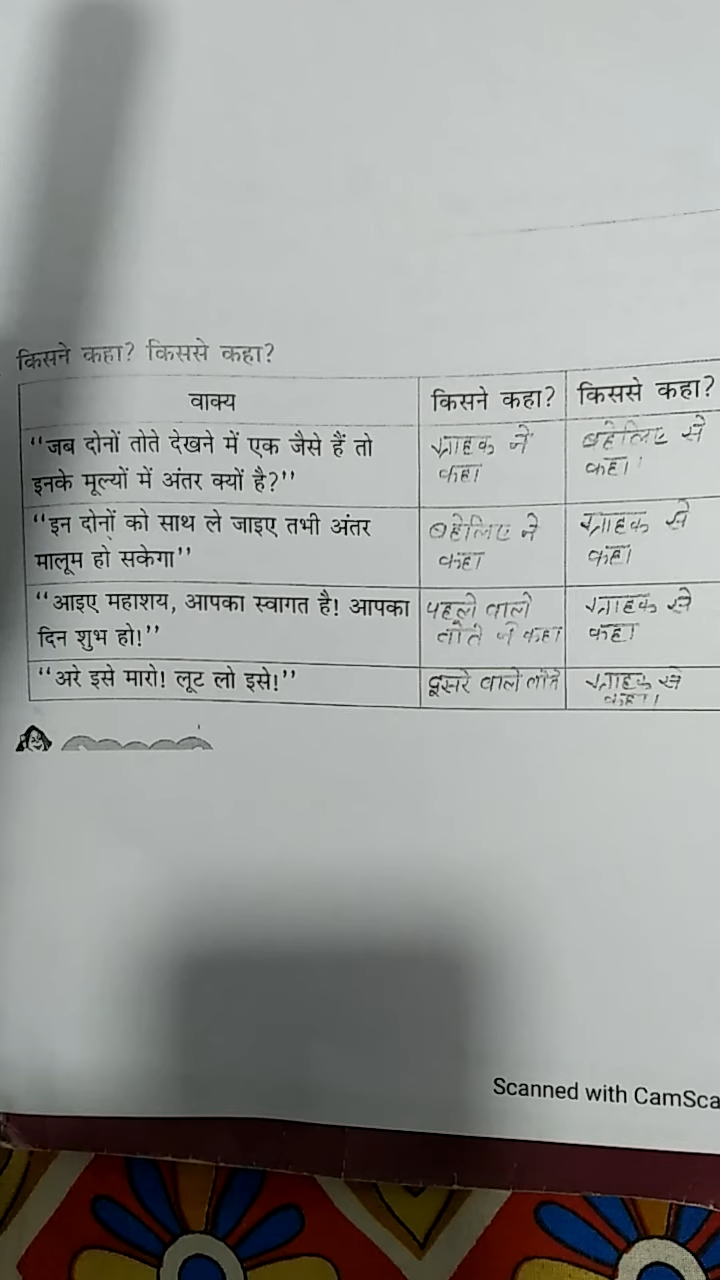 किसने कहा? किससे कहा?
वाक्य किसने कहा? किससे कहा?
‘‘जब दोनों तोते देखने में एक जैसे हैं तो
इनके मूल्यों में अंतर क्यों है?’’
ग्राहक ने
कहा।
बहेलिए से
कहा।
‘‘इन दोनों को साथ ले जाइए तभी अंतर
मालूम हो सकेगा’’
बहेलिए ने
कहा
ग्राहक से
कहा।
‘‘आइए महाशय, आपका स्वागत है! आपका
दिन शुभ हो!’’
पहले वाले
तोते ने कहा
ग्राहक से
कहा
‘‘अरे इसे मारो! लूट लो इसे!’’
दूसरे वाले तोते
ग्राहक से
कहा।
Scanned with CamSca